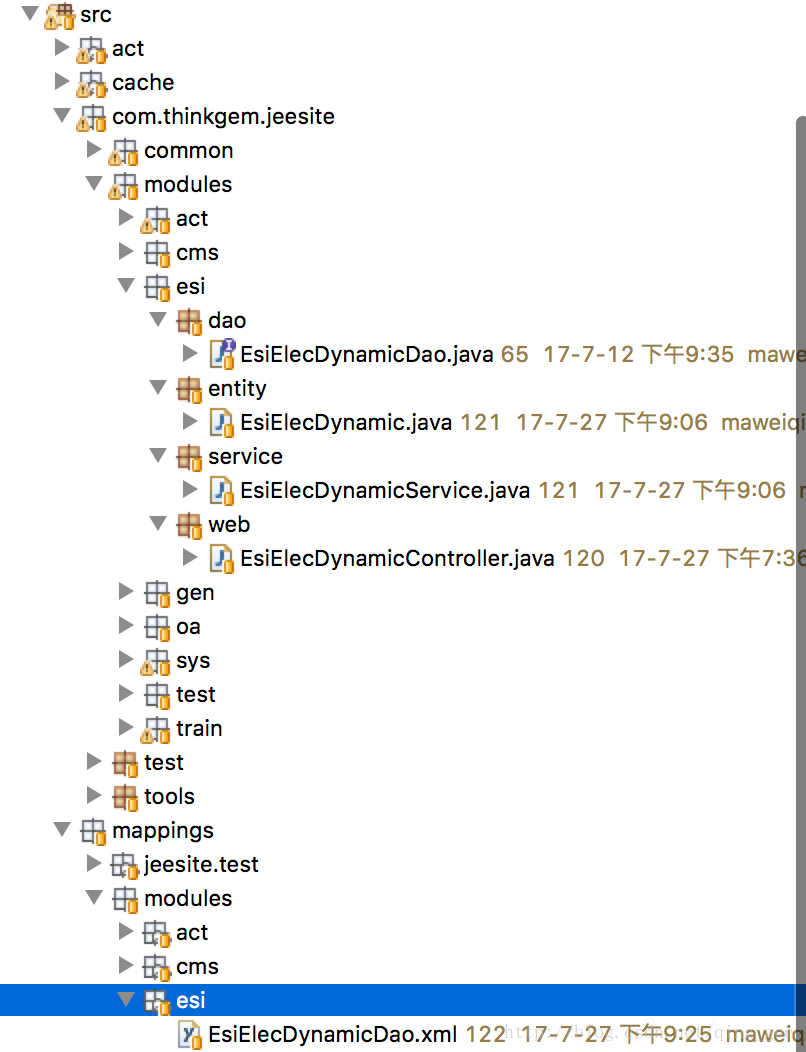 src
act
cache
com.thinkgem.jeesite
common
modules
act
cms
esi
dao
EsiElecDynamicDao.java 65 17-7-12 下午9:35 mawe
entity
EsiElecDynamic.java 121 17-7-27 下午9:06 maweiqi
service
EsiElecDynamicService.java 121 17-7-27 下午9:06
web
EsiElecDynamicController.java 120 17-7-27 下午7:36
gen
oa
sys
test
train
test
tools
mappings
jeesite.test
modules
act
cms
esi
EsiElecDynamicDao.xml 122 17-7-27 下午9:25 maweiq